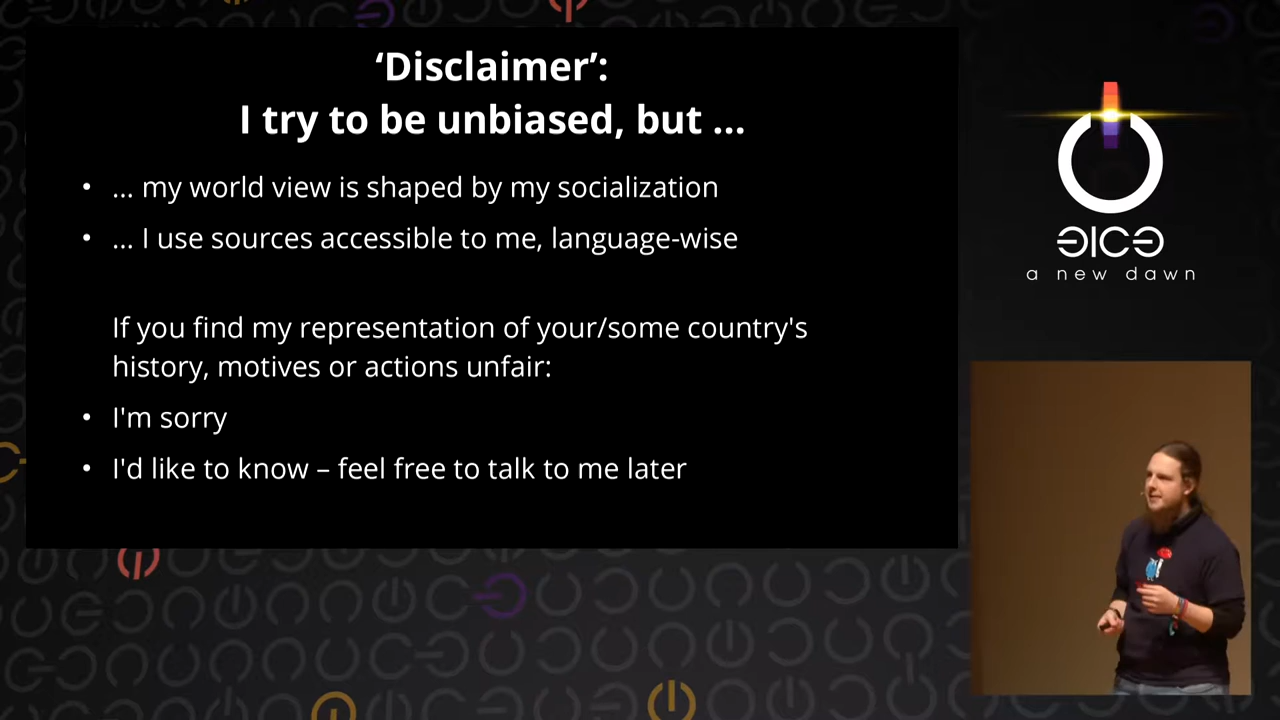 ‘Disclaimer’:
I try to be unbiased, but ...
• ... my world view is shaped by my socialization
• ... I use sources accessible to me, language-wise
If you find my representation of your/some country's
history, motives or actions unfair:
• I'm sorry
• I'd like to know – feel free to talk to me later
a new dawn